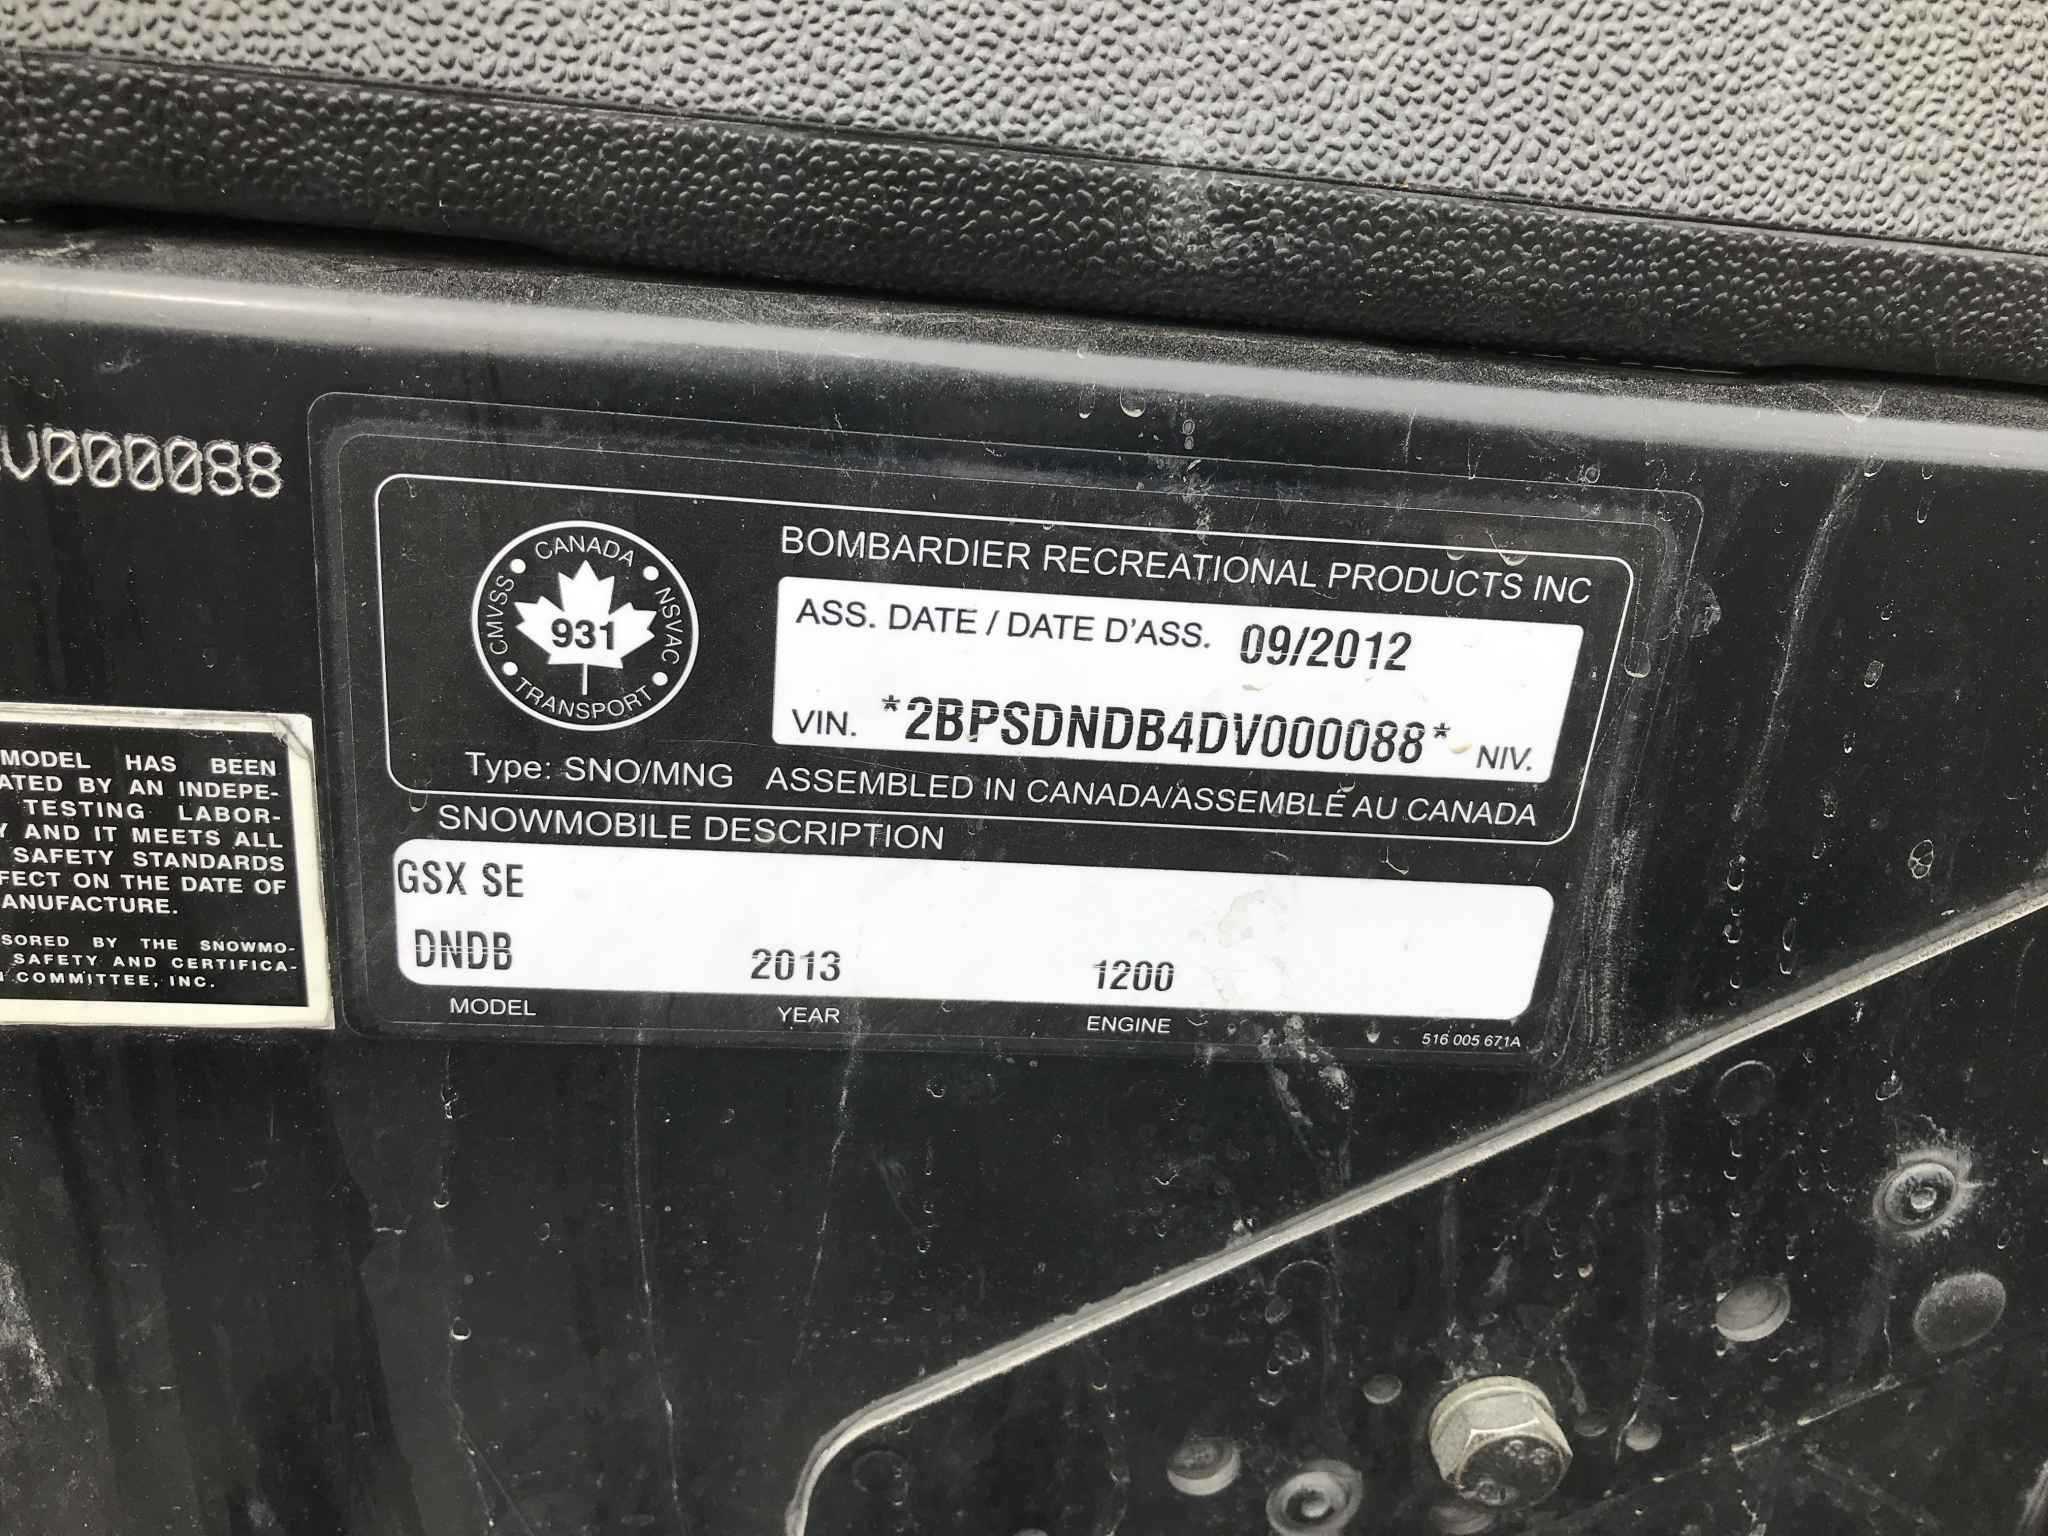 V000088
CANADA
CMVSS
NSVAC
931
TRANSPORT
BOMBARDIER RECREATIONAL PRODUCTS INC
ASS. DATE / DATE D'ASS. 09/2012
VIN. *2BPSDNDB4DV000088* NIV.
Type: SNO/MNG ASSEMBLED IN CANADA/ASSEMBLÉ AU CANADA
SNOWMOBILE DESCRIPTION
GSX SE
DNDB 2013 1200
MODEL YEAR ENGINE
516 005 671A
MODEL HAS BEEN
ATED BY AN INDEPE-
TESTING LABOR-
Y AND IT MEETS ALL
SAFETY STANDARDS
FECT ON THE DATE OF
ANUFACTURE.
SORED BY THE SNOWMO-
SAFETY AND CERTIFICA-
N COMMITTEE, INC.